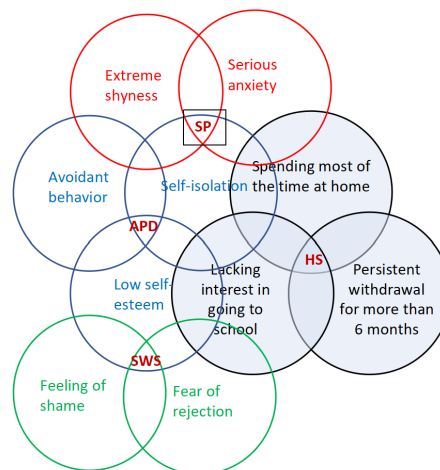 Extreme
shyness
Serious
anxiety
SP
Avoidant
behavior
Self-isolation
Spending most of
the time at home
APD
HS
Low self-
esteem
Lacking
interest in
going to
school
Persistent
withdrawal
for more than
6 months
SWS
Feeling of
shame
Fear of
rejection